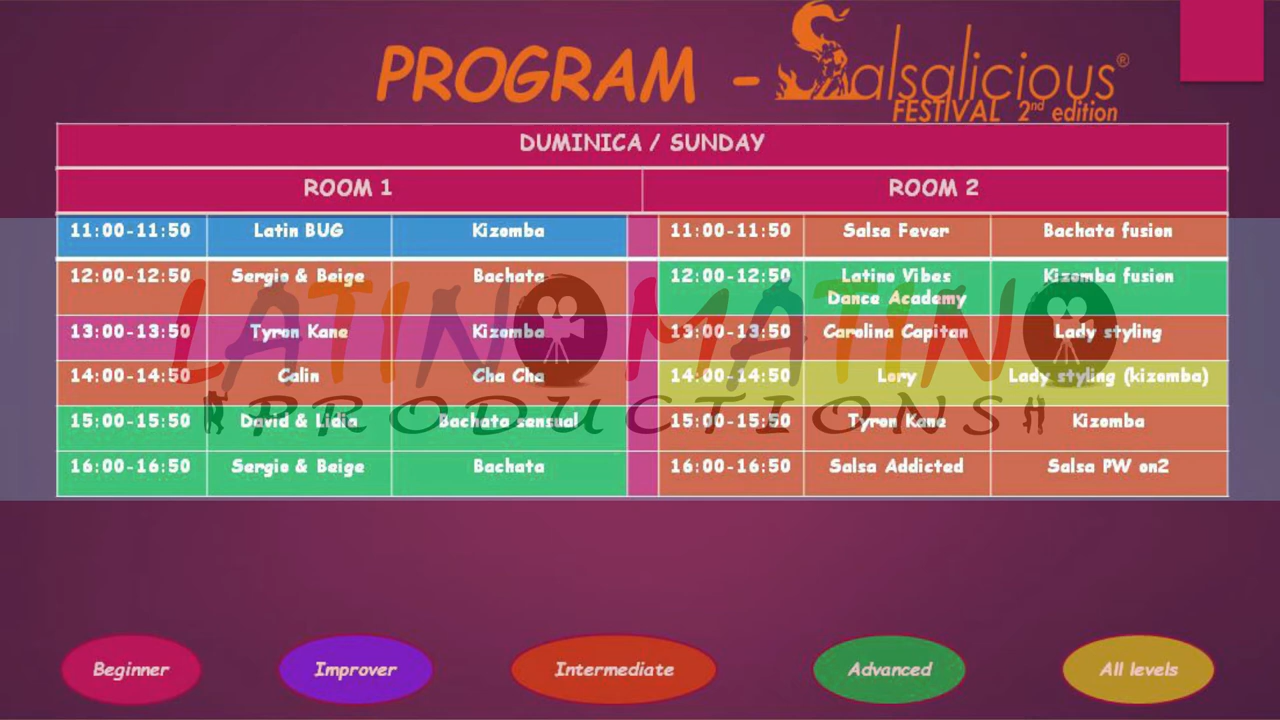 PROGRAM - Salsalicious®
FESTIVAL 2nd edition
DUMINICA / SUNDAY
ROOM 1 ROOM 2
11:00-11:50 Latin BUG Kizomba 11:00-11:50 Salsa Fever Bachata fusion
12:00-12:50 Sergio & Beige Bachata 12:00-12:50 Latino Vibes Kizomba fusion
Dance Academy
13:00-13:50 Tyron Kane Kizomba 13:00-13:50 Carolina Capitan Lady styling
14:00-14:50 Calin Cha Cha 14:00-14:50 Lory Lady styling (kizomba)
15:00-15:50 David & Lidia Bachata sensual 15:00-15:50 Tyron Kane Kizomba
16:00-16:50 Sergio & Beige Bachata 16:00-16:50 Salsa Addicted Salsa PW on2
LATINO MATINO
PRODUCTIONS
Beginner Improver Intermediate Advanced All levels